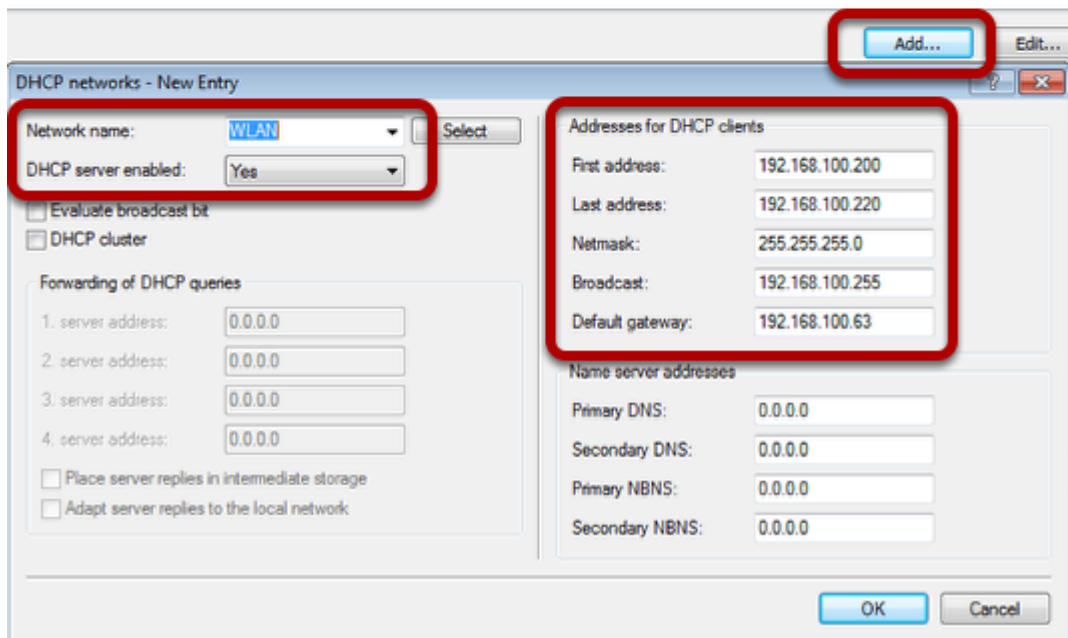 Add...
Edit...
DHCP networks - New Entry
Network name:
WLAN
Select
DHCP server enabled:
Yes
Evaluate broadcast bit
DHCP cluster
Forwarding of DHCP queries
1. server address:
0.0.0.0
2. server address:
0.0.0.0
3. server address:
0.0.0.0
4. server address:
0.0.0.0
Place server replies in intermediate storage
Adapt server replies to the local network
Addresses for DHCP clients
First address:
192.168.100.200
Last address:
192.168.100.220
Netmask:
255.255.255.0
Broadcast:
192.168.100.255
Default gateway:
192.168.100.63
Name server addresses
Primary DNS:
0.0.0.0
Secondary DNS:
0.0.0.0
Primary NBNS:
0.0.0.0
Secondary NBNS:
0.0.0.0
OK
Cancel